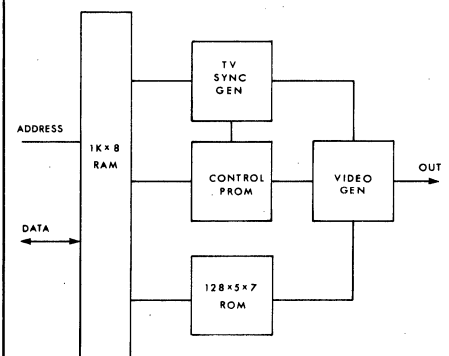 TV
SYNC
GEN
ADDRESS
1K×8
RAM
CONTROL
PROM
VIDEO
GEN
OUT
DATA
128×5×7
ROM